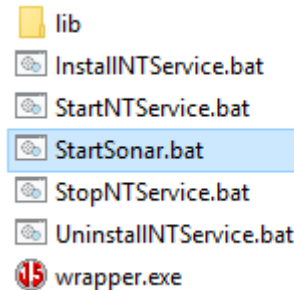 lib
InstallNTService.bat
StartNTService.bat
StartSonar.bat
StopNTService.bat
UninstallNTService.bat
wrapper.exe